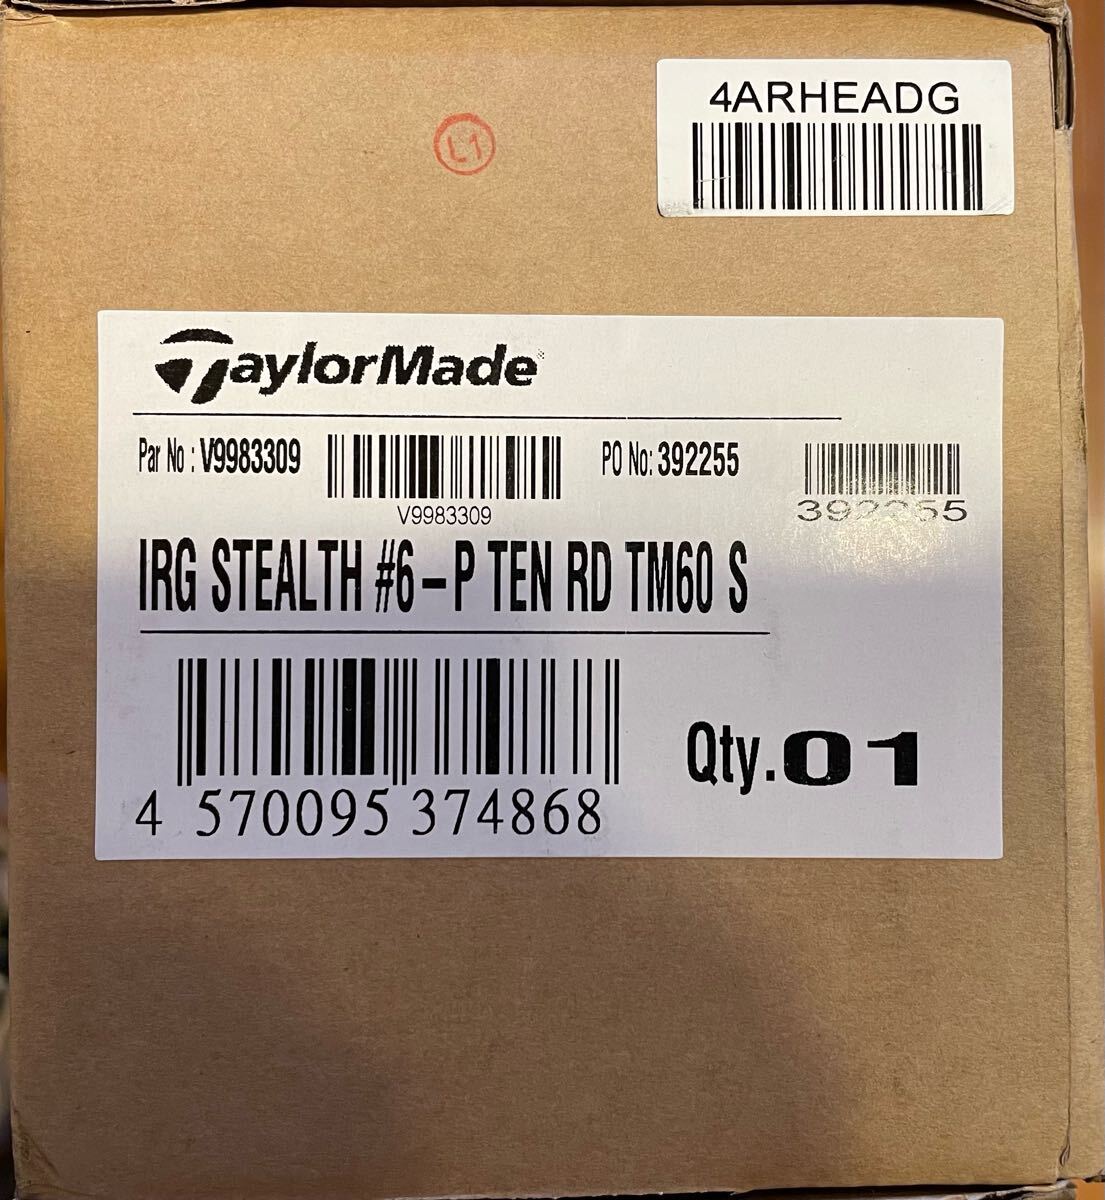 4ARHEADG
L1
TaylorMade
Par No : V9983309
V9983309
PO No: 392255
392255
IRG STEALTH #6-P TEN RD TM60 S
4 570095 374868
Qty. 01